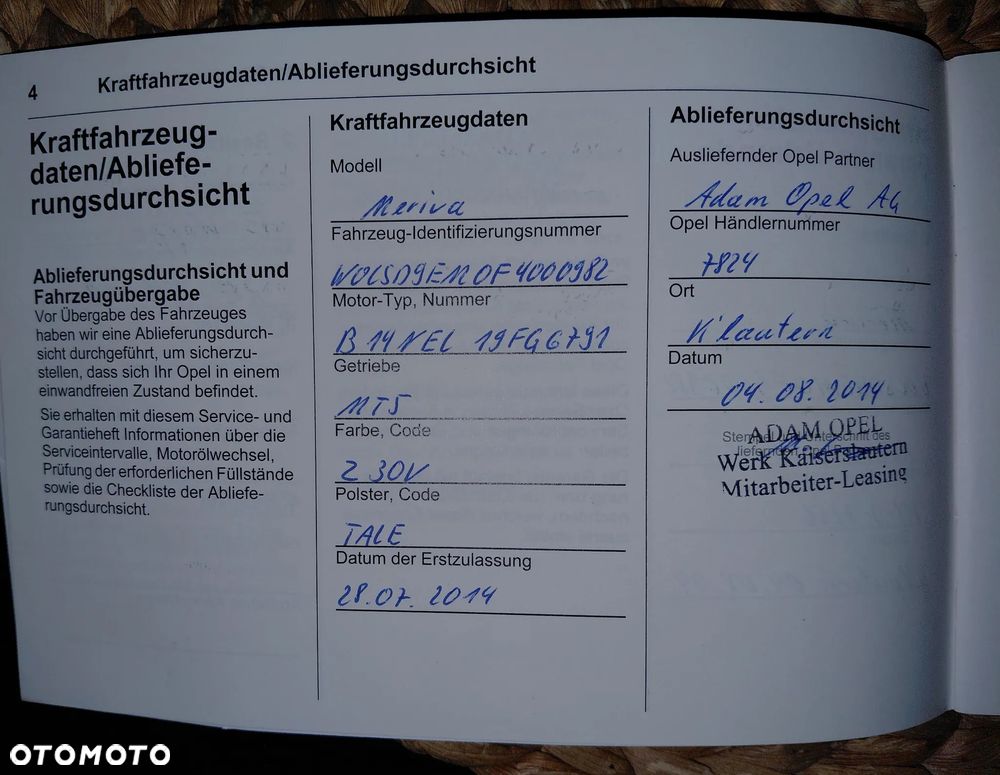 4 Kraftfahrzeugdaten/Ablieferungsdurchsicht
Kraftfahrzeug-
daten/Abliefe-
rungsdurchsicht
Ablieferungsdurchsicht und
Fahrzeugübergabe
Vor Übergabe des Fahrzeuges
haben wir eine Ablieferungsdurch-
sicht durchgeführt, um sicherzu-
stellen, dass sich Ihr Opel in einem
einwandfreien Zustand befindet.
Sie erhalten mit diesem Service- und
Garantieheft Informationen über die
Serviceintervalle, Motorölwechsel,
Prüfung der erforderlichen Füllstände
sowie die Checkliste der Abliefe-
rungsdurchsicht.
Kraftfahrzeugdaten
Modell
Meriva
Fahrzeug-Identifizierungsnummer
W0LSD9EM0F4000982
Motor-Typ, Nummer
B14NEL 19FG6791
Getriebe
MT5
Farbe, Code
Z 30V
Polster, Code
TALE
Datum der Erstzulassung
28.07.2014
Ablieferungsdurchsicht
Ausliefernder Opel Partner
Adam Opel AG
Opel Händlernummer
7824
Ort
K'lautern
Datum
04.08.2014
Stempel und Unterschrift des
ADAM OPEL
Werk Kaiserslautern
Mitarbeiter-Leasing
OTOMOTO